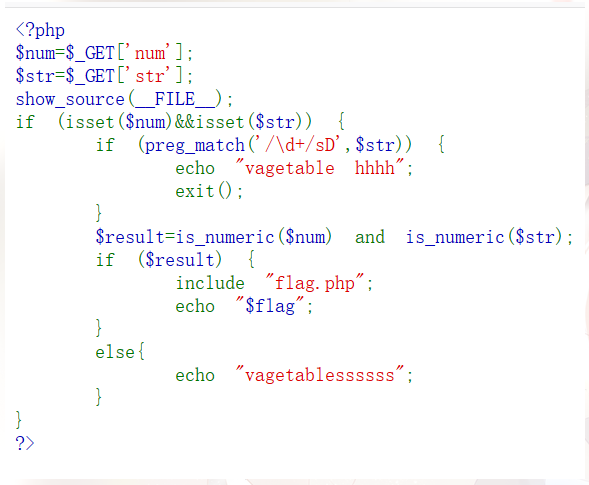 <?php
$num=$_GET['num'];
$str=$_GET['str'];
show_source(__FILE__);
if (isset($num)&&isset($str)) {
        if (preg_match('/\d+/sD',$str)) {
                echo "vagetable hhhh";
                exit();
        }
        $result=is_numeric($num) and is_numeric($str);
        if ($result) {
                include "flag.php";
                echo "$flag";
        }
        else{
                echo "vagetablessssss";
        }
}
?>